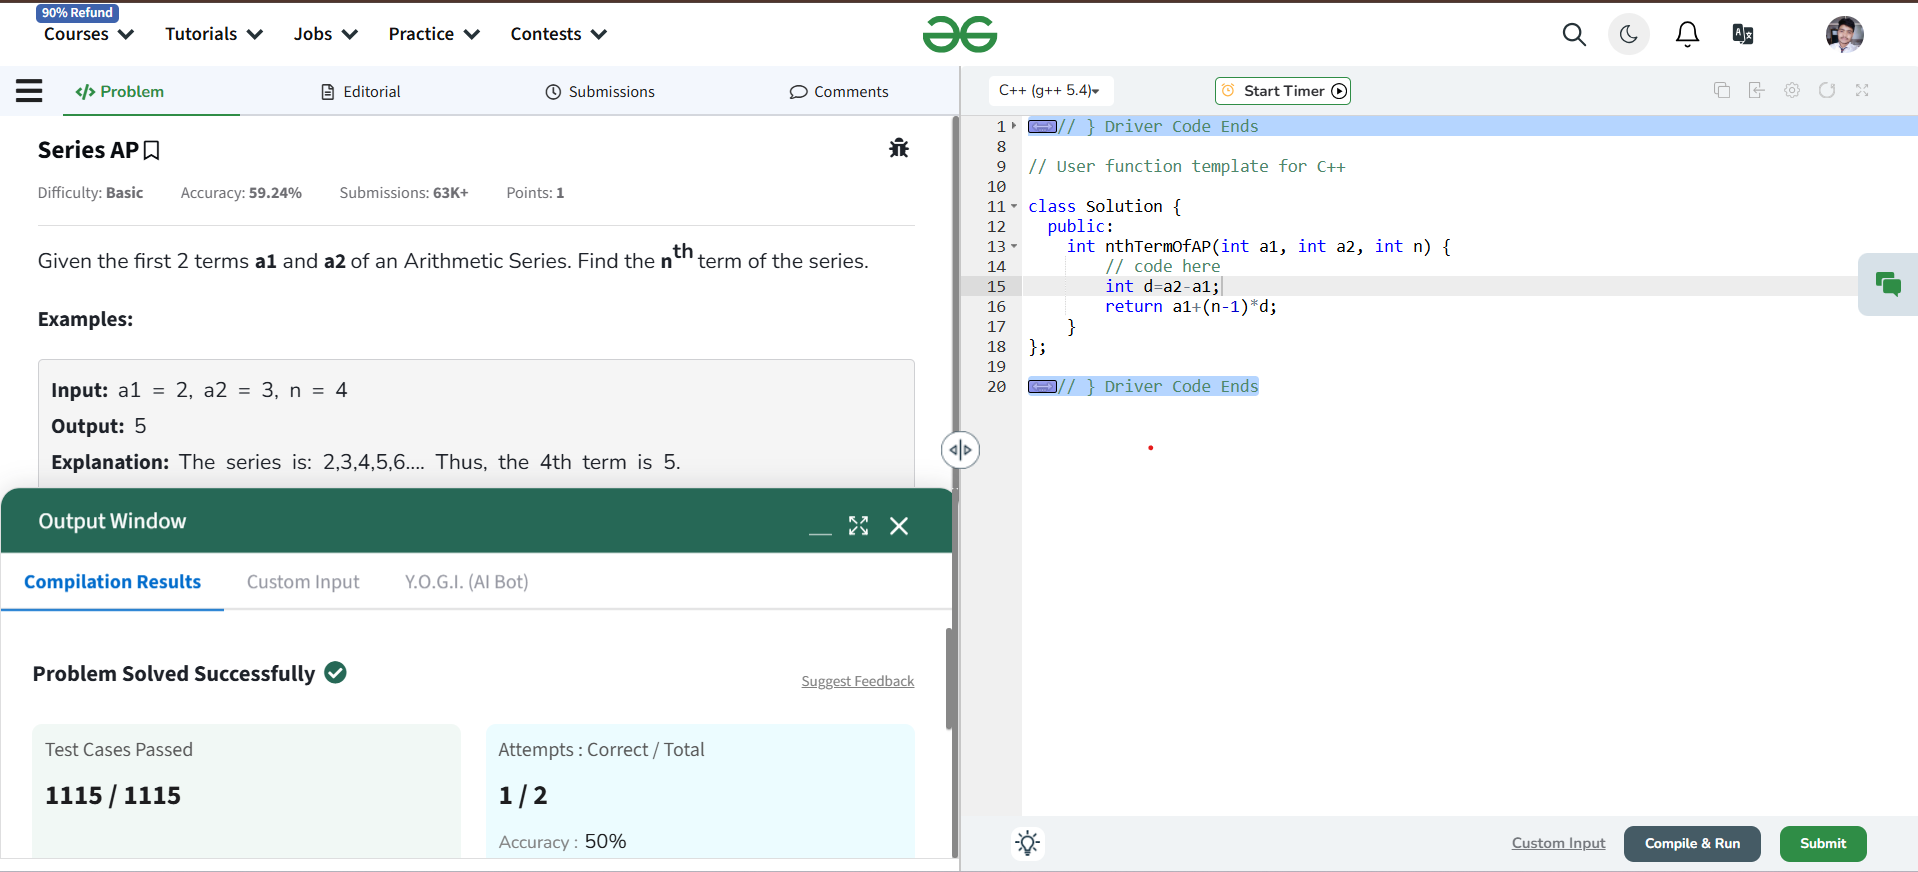 90% Refund
Courses Tutorials Jobs Practice Contests
Problem Editorial Submissions Comments
Series AP
Difficulty: Basic Accuracy: 59.24% Submissions: 63K+ Points: 1
Given the first 2 terms a1 and a2 of an Arithmetic Series. Find the nth term of the series.
Examples:
Input: a1 = 2, a2 = 3, n = 4
Output: 5
Explanation: The series is: 2,3,4,5,6.... Thus, the 4th term is 5.
Output Window
Compilation Results Custom Input Y.O.G.I. (AI Bot)
Problem Solved Successfully
Suggest Feedback
Test Cases Passed
1115 / 1115
Attempts : Correct / Total
1 / 2
Accuracy : 50%
C++ (g++ 5.4) Start Timer
1 // } Driver Code Ends
8
9 // User function template for C++
10
11 class Solution {
12 public:
13 int nthTermOfAP(int a1, int a2, int n) {
14 // code here
15 int d=a2-a1;
16 return a1+(n-1)*d;
17 }
18 };
19
20 // } Driver Code Ends
Custom Input Compile & Run Submit